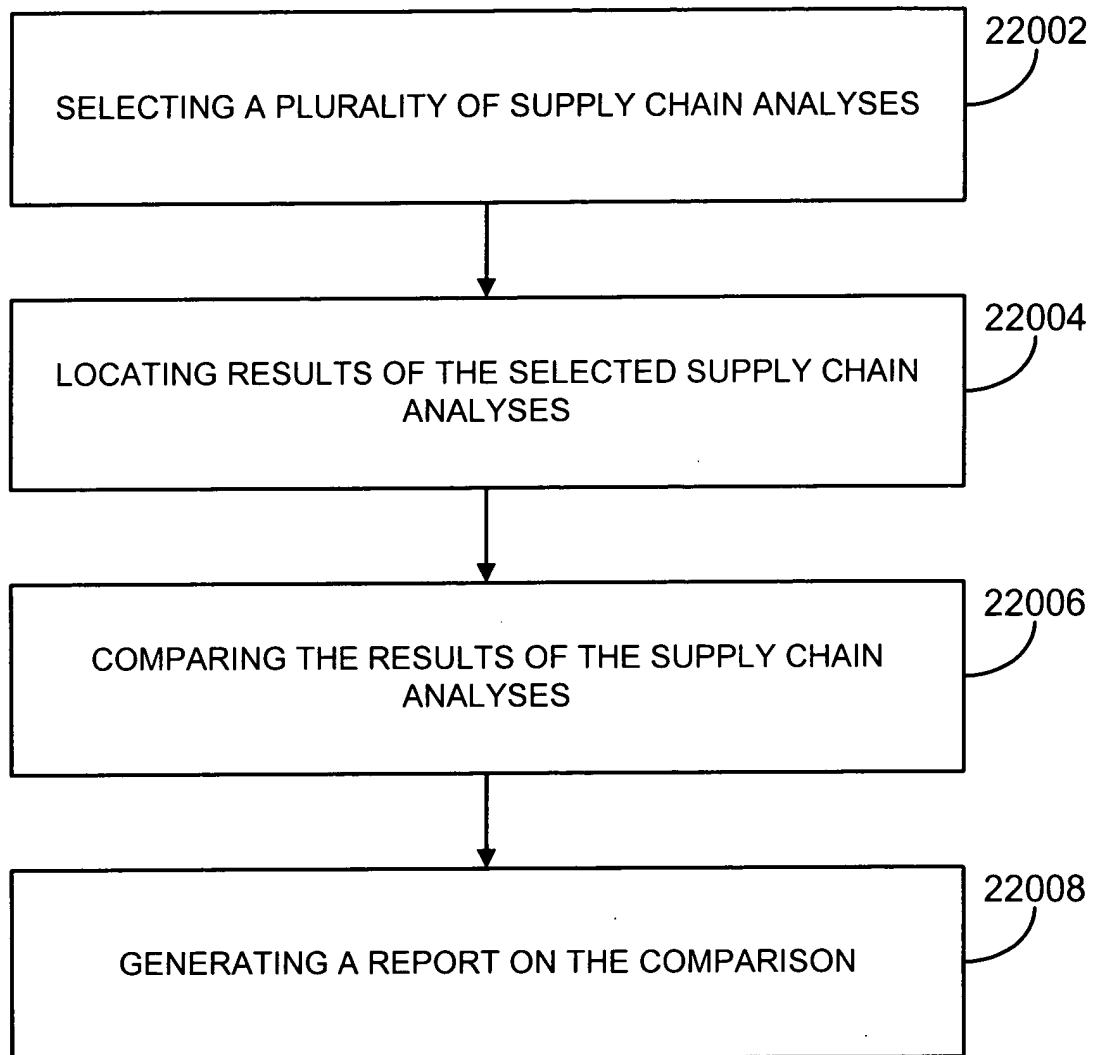 22002
SELECTING A PLURALITY OF SUPPLY CHAIN ANALYSES
22004
LOCATING RESULTS OF THE SELECTED SUPPLY CHAIN
ANALYSES
22006
COMPARING THE RESULTS OF THE SUPPLY CHAIN
ANALYSES
22008
GENERATING A REPORT ON THE COMPARISON